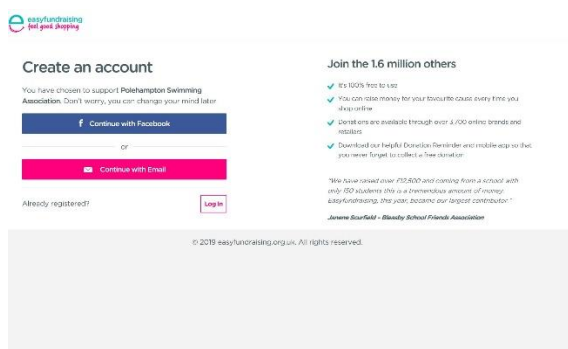 easyfundraising
feel good shopping
Create an account
You have chosen to support Polehampton Swimming
Association. Don't worry, you can change your mind later
f Continue with Facebook
or
Continue with Email
Already registered?
Log In
Join the 1.6 million others
It's 100% free to use
You can raise money for your favourite cause every time you
shop online
Donations are available through over 3,700 online brands and
retailers
Download our helpful Donation Reminder and mobile app so that
you never forget to collect a free donation
"We have raised over £12,500 and coming from a school with
only 150 students this is a tremendous amount of money.
Easyfundraising, this year, became our largest contributor."
Scurfield - Bleasby School Friends Association
© 2019 easyfundraising.org.uk. All rights reserved.